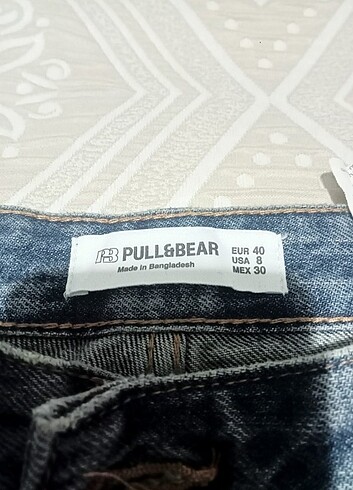 PB PULL&BEAR
Made in Bangladesh
EUR 40
USA 8
MEX 30